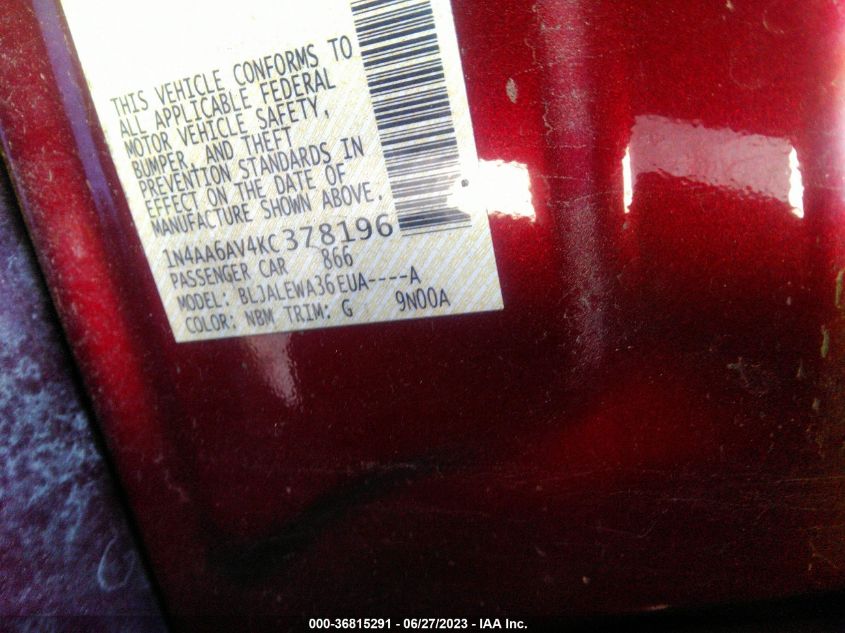 THIS VEHICLE CONFORMS TO
ALL APPLICABLE FEDERAL
MOTOR VEHICLE SAFETY,
BUMPER, AND THEFT
PREVENTION STANDARDS IN
EFFECT ON THE DATE OF
MANUFACTURE SHOWN ABOVE.
1N4AA6AV4KC378196
PASSENGER CAR 866
MODEL: BLJALEWA36EUA----A
COLOR: NBM TRIM: G 9N00A
000-36815291 - 06/27/2023 - IAA Inc.